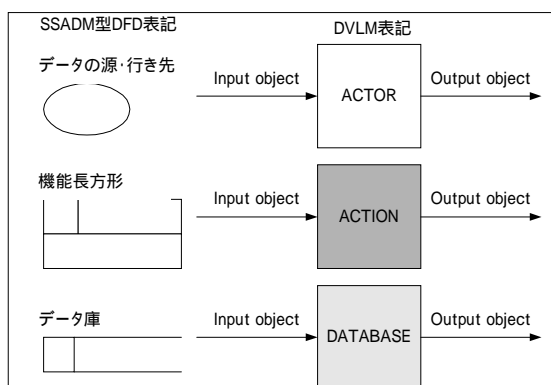 SSADM型DFD表記
DVLM表記
データの源・行き先
Input object
ACTOR
Output object
機能長方形
Input object
ACTION
Output object
データ庫
Input object
DATABASE
Output object